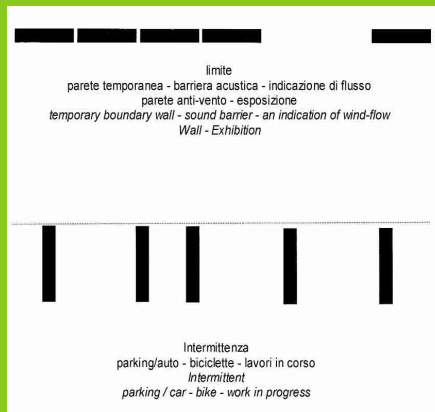 limite
parete temporanea - barriera acustica - indicazione di flusso
parete anti-vento - esposizione
temporary boundary wall - sound barrier - an indication of wind-flow
Wall - Exhibition
Intermittenza
parking/auto - biciclette - lavori in corso
Intermittent
parking / car - bike - work in progress